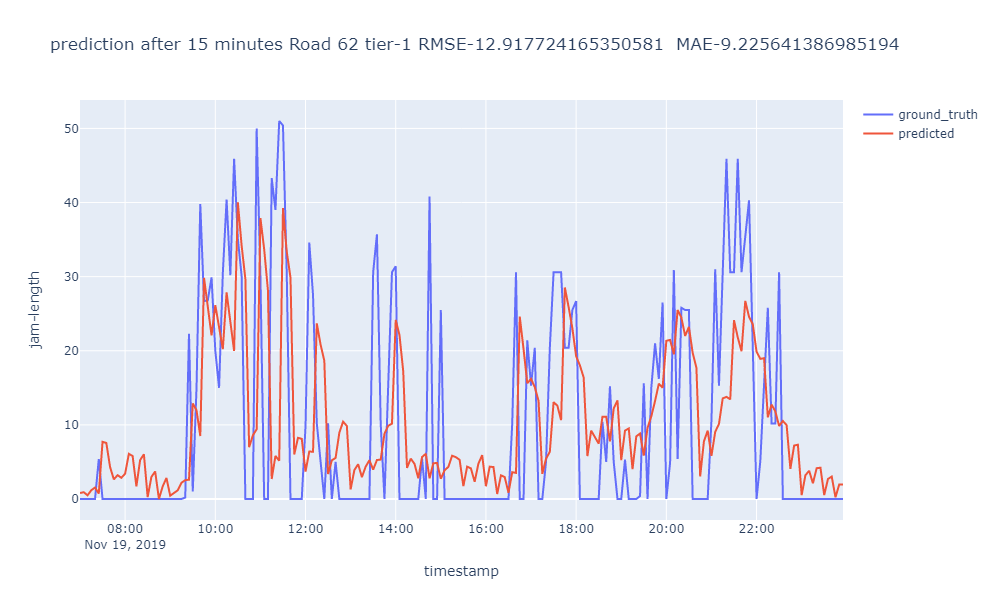 prediction after 15 minutes Road 62 tier-1 RMSE-12.917724165350581  MAE-9.225641386985194
ground_truth
predicted
50
40
30
20
10
0
jam-length
08:00 10:00 12:00 14:00 16:00 18:00 20:00 22:00
Nov 19, 2019
timestamp